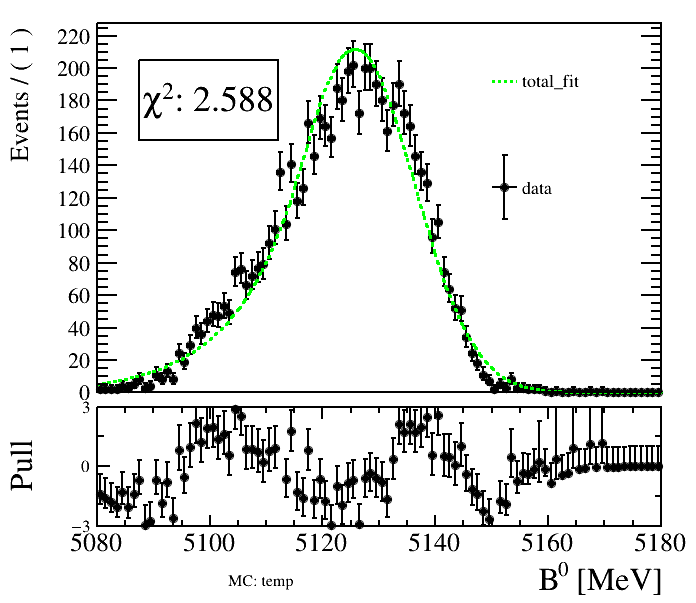 Events / ( 1 )
220
200
180
160
140
120
100
80
60
40
20
0
χ²: 2.588
total_fit
data
Pull
3
0
−3
5080 5100 5120 5140 5160 5180
MC: temp
B⁰ [MeV]